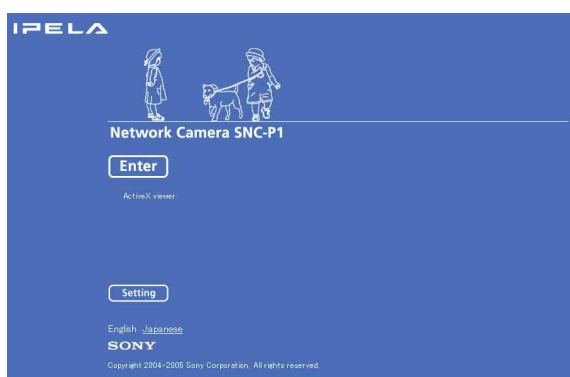 IPELA
Network Camera SNC-P1
Enter
ActiveX viewer
Setting
English Japanese
SONY
Copyright 2004-2005 Sony Corporation. All rights reserved.